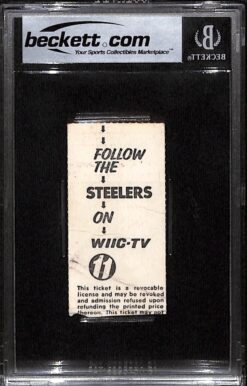 beckett.com
Your Sports Collectibles Marketplace™
BECKETT
FOLLOW
THE
STEELERS
ON
WIIC-TV
11
This ticket is a revocable
license and may be revoked
and admission refused upon
refunding the printed price
thereon. This ticket may not